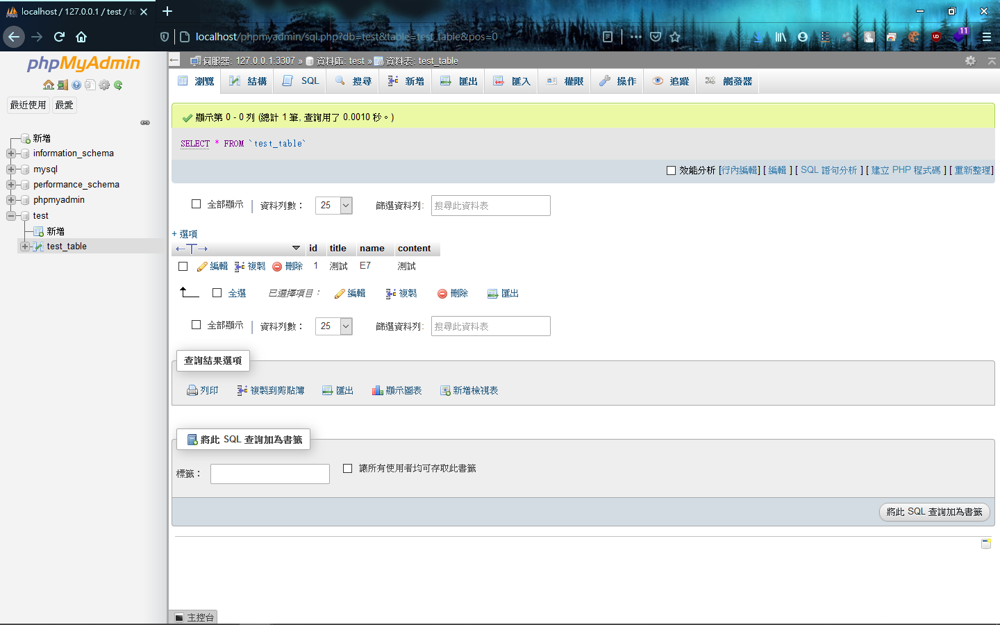 localhost / 127.0.0.1 / test / te
localhost/phpmyadmin/sql.php?db=test&table=test_table&pos=0
11
phpMyAdmin
最近使用 最愛
新增
information_schema
mysql
performance_schema
phpmyadmin
test
新增
test_table
伺服器: 127.0.0.1:3307 » 資料庫: test » 資料表: test_table
瀏覽 結構 SQL 搜尋 新增 匯出 匯入 權限 操作 追蹤 觸發器
顯示第 0 - 0 列 (總計 1 筆, 查詢用了 0.0010 秒。)
SELECT * FROM `test_table`
效能分析 [行內編輯] [ 編輯 ] [ SQL 語句分析 ] [ 建立 PHP 程式碼 ] [ 重新整理]
全部顯示 | 資料列數： 25 篩選資料列: 搜尋此資料表
+ 選項
←T→ id title name content
編輯 複製 刪除 1 測試 E7 測試
全選 已選擇項目： 編輯 複製 刪除 匯出
全部顯示 | 資料列數： 25 篩選資料列: 搜尋此資料表
查詢結果選項
列印 複製到剪貼簿 匯出 顯示圖表 新增檢視表
將此 SQL 查詢加為書籤
標籤： 讓所有使用者均可存取此書籤
將此 SQL 查詢加為書籤
主控台